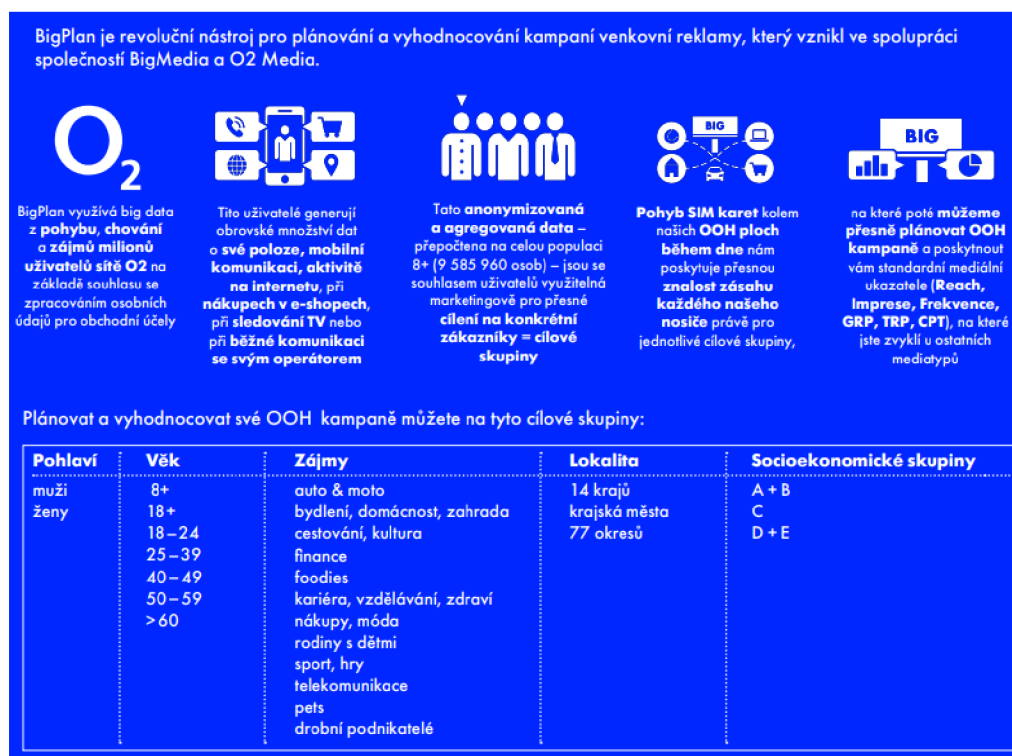 BigPlan je revoluční nástroj pro plánování a vyhodnocování kampaní venkovní reklamy, který vznikl ve spolupráci
společností BigMedia a O2 Media.
O2
BigPlan využívá big data
z pohybu, chování
a zájmů milionů
uživatelů sítě O2 na
základě souhlasu se
zpracováním osobních
údajů pro obchodní účely
Tito uživatelé generují
obrovské množství dat
o své poloze, mobilní
komunikaci, aktivitě
na internetu, při
nákupech v e-shopech,
při sledování TV nebo
při běžné komunikaci
se svým operátorem
Tato anonymizovaná
a agregovaná data –
přepočtena na celou populaci
8+ (9 585 960 osob) – jsou se
souhlasem uživatelů využitelná
marketingově pro přesné
cílení na konkrétní
zákazníky = cílové
skupiny
BIG
Pohyb SIM karet kolem
našich OOH ploch
během dne nám
poskytuje přesnou
znalost zásahu
každého našeho
nosiče právě pro
jednotlivé cílové skupiny,
BIG
na které poté můžeme
přesně plánovat OOH
kampaně a poskytnout
vám standardní mediální
ukazatele (Reach,
Imprese, Frekvence,
GRP, TRP, CPT), na které
jste zvyklí u ostatních
mediatypů
Plánovat a vyhodnocovat své OOH kampaně můžete na tyto cílové skupiny:
Pohlaví Věk Zájmy Lokalita Socioekonomické skupiny
muži 8+ auto & moto 14 krajů A + B
ženy 18+ bydlení, domácnost, zahrada krajská města C
18–24 cestování, kultura 77 okresů D + E
25–39 finance
40–49 foodies
50–59 kariéra, vzdělávání, zdraví
>60 nákupy, móda
rodiny s dětmi
sport, hry
telekomunikace
pets
drobní podnikatelé